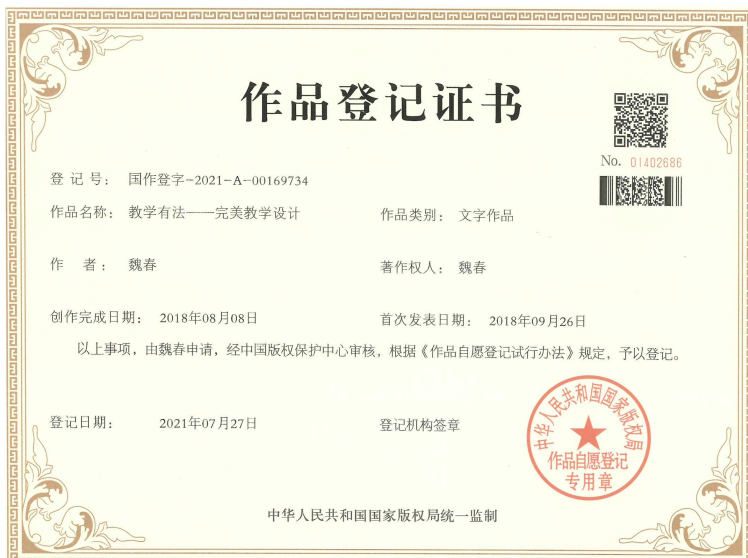 作品登记证书
No. 01402686
登 记 号： 国作登字-2021-A-00169734
作品名称： 教学有法——完美教学设计
作品类别： 文字作品
作 者： 魏春
著作权人： 魏春
创作完成日期： 2018年08月08日
首次发表日期： 2018年09月26日
以上事项，由魏春申请，经中国版权保护中心审核，根据《作品自愿登记试行办法》规定，予以登记。
登记日期： 2021年07月27日
登记机构签章
中华人民共和国国家版权局
作品自愿登记
专用章
中华人民共和国国家版权局统一监制